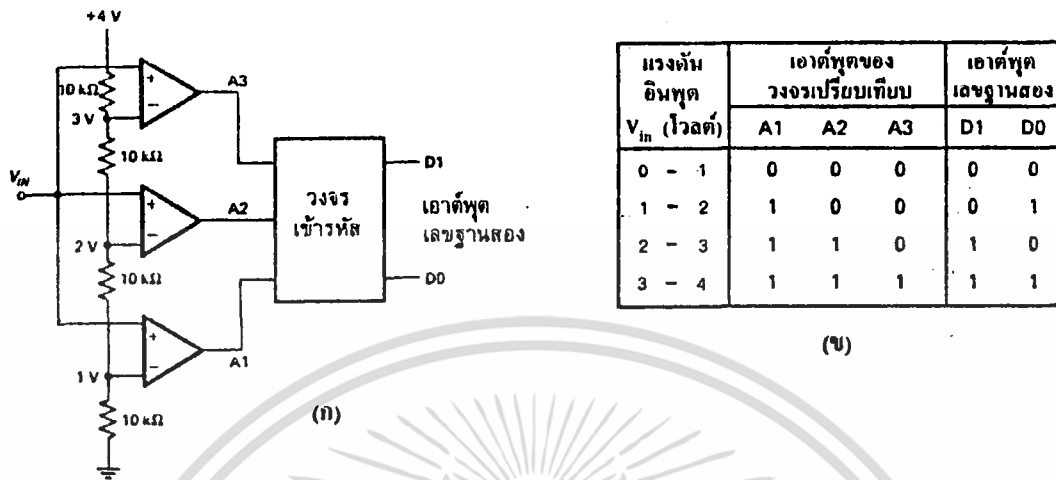 +4 V
10 kΩ
+
−
A3
3 V
10 kΩ
V_IN
+
−
A2
2 V
10 kΩ
+
−
A1
1 V
10 kΩ
วงจร
เข้ารหัส
D1
เอาต์พุต
เลขฐานสอง
D0
(ก)
แรงดัน
อินพุต
V_in (โวลต์)
เอาต์พุตของ
วงจรเปรียบเทียบ
เอาต์พุต
เลขฐานสอง
A1 A2 A3 D1 D0
0 - 1 0 0 0 0 0
1 - 2 1 0 0 0 1
2 - 3 1 1 0 1 0
3 - 4 1 1 1 1 1
(ข)